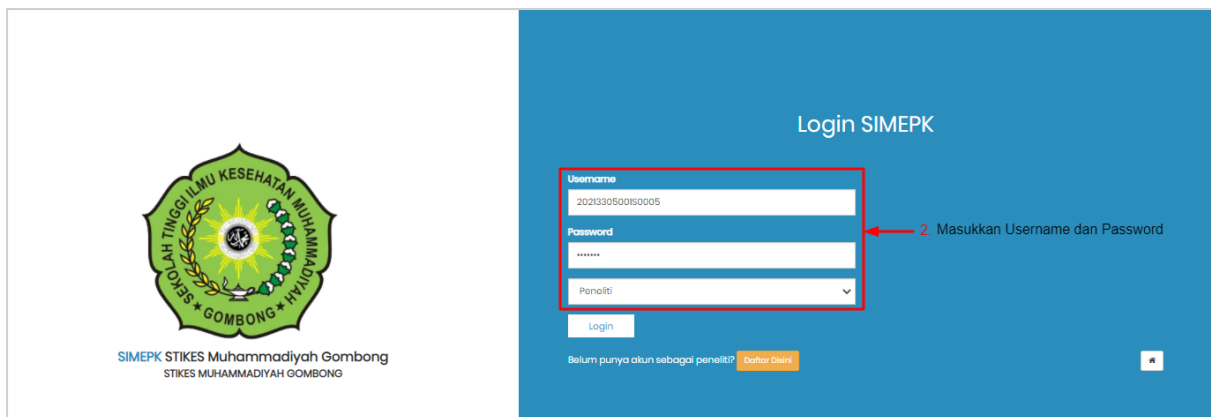 SEKOLAH TINGGI ILMU KESEHATAN MUHAMMADIYAH
GOMBONG
SIMEPK STIKES Muhammadiyah Gombong
STIKES MUHAMMADIYAH GOMBONG
Login SIMEPK
Username
20213305001S0005
Password
•••••••
2 Masukkan Username dan Password
Peneliti
Login
Belum punya akun sebagai peneliti? Daftar Disini